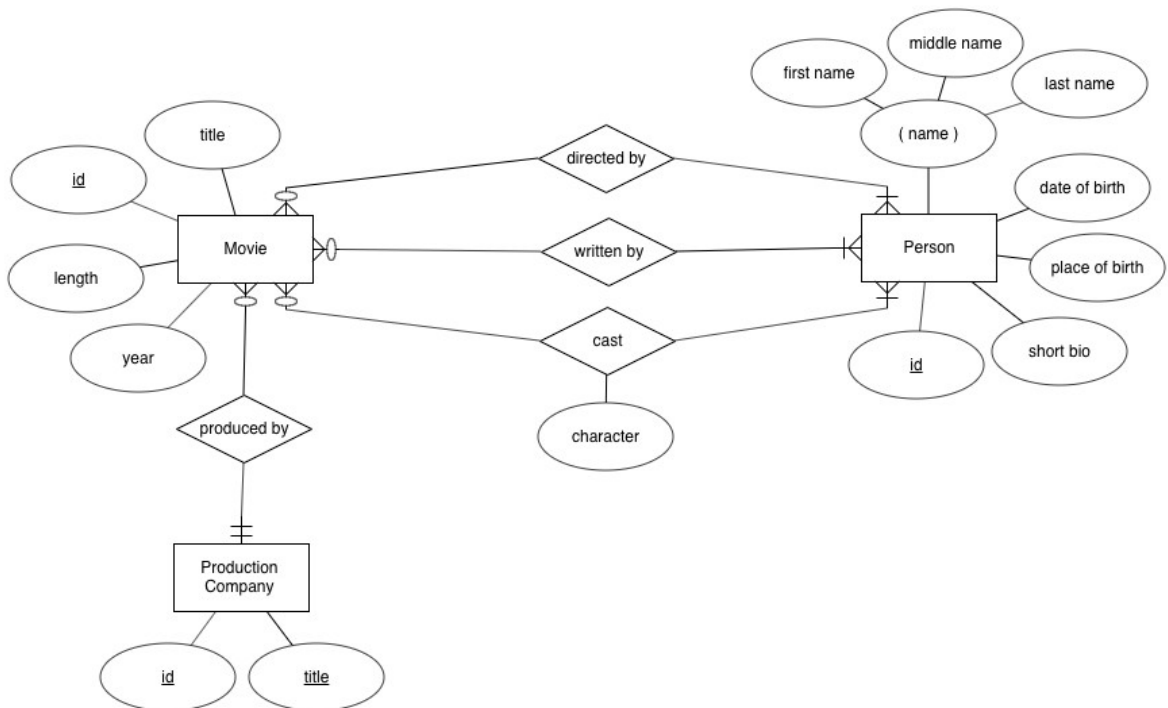 middle name
first name
last name
( name )
title
directed by
id
date of birth
Movie
written by
Person
length
place of birth
year
cast
id
short bio
produced by
character
Production
Company
id
title